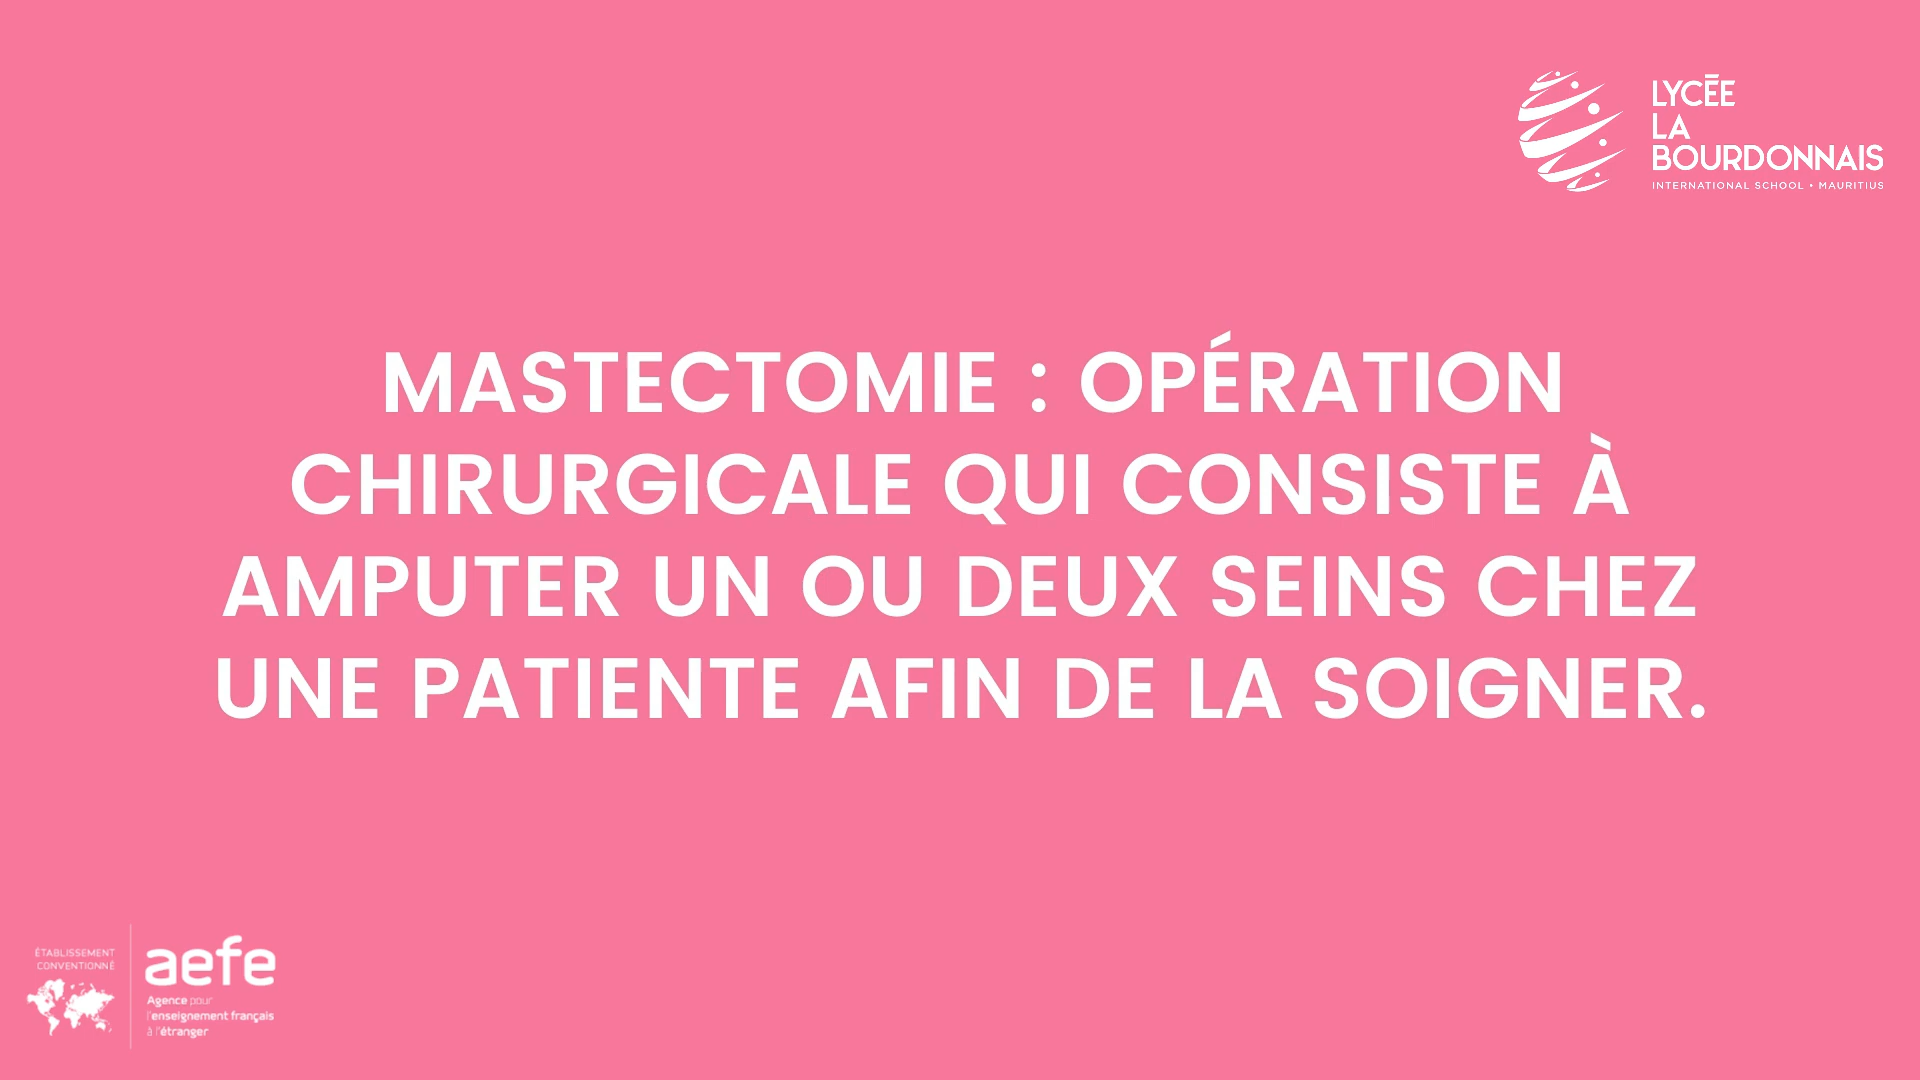 LYCÉE
LA
BOURDONNAIS
INTERNATIONAL SCHOOL • MAURITIUS
MASTECTOMIE : OPÉRATION
CHIRURGICALE QUI CONSISTE À
AMPUTER UN OU DEUX SEINS CHEZ
UNE PATIENTE AFIN DE LA SOIGNER.
ÉTABLISSEMENT
CONVENTIONNÉ
aefe
Agence pour
l'enseignement français
à l'étranger